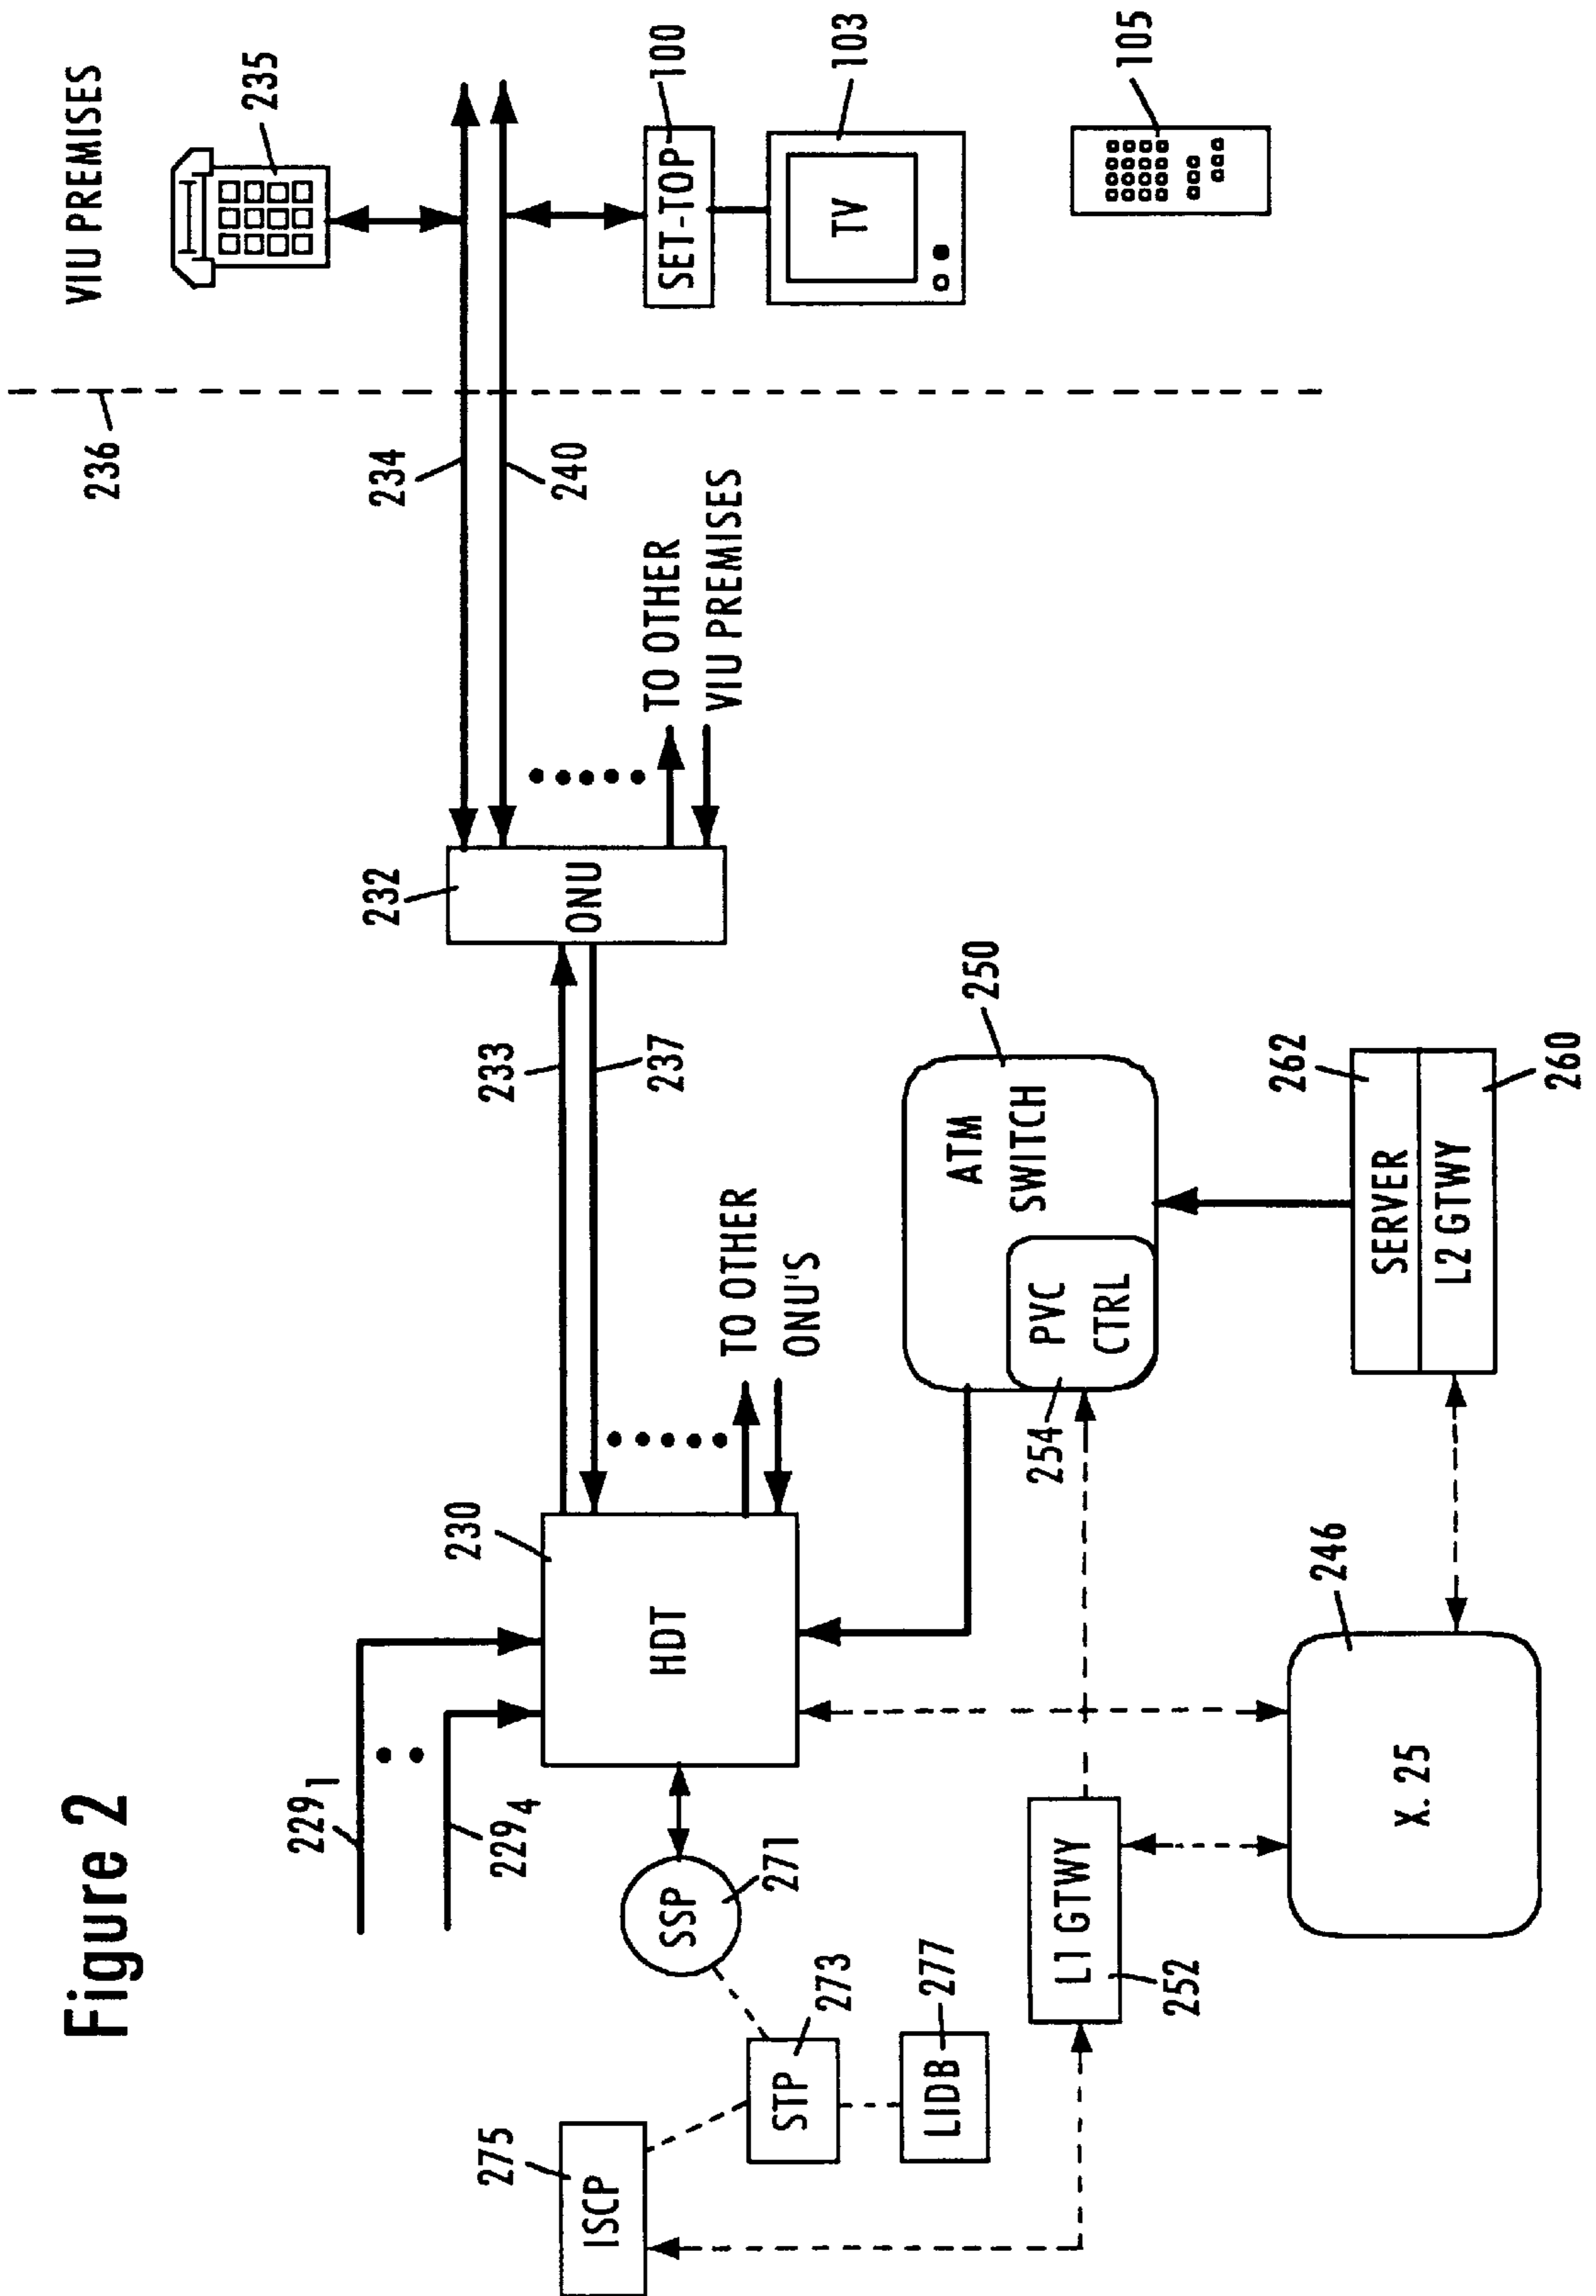 Figure 2
VIU PREMISES
235
236
234
240
100
SET-TOP
103
TV
105
232
ONU
TO OTHER
VIU PREMISES
233
237
229₁
229₄
230
HDT
TO OTHER
ONU'S
SSP
271
275
ISCP
STP
273
LIDB
277
250
ATM
SWITCH
PVC
CTRL
254
L1 GTWY
252
262
SERVER
L2 GTWY
260
246
X.25